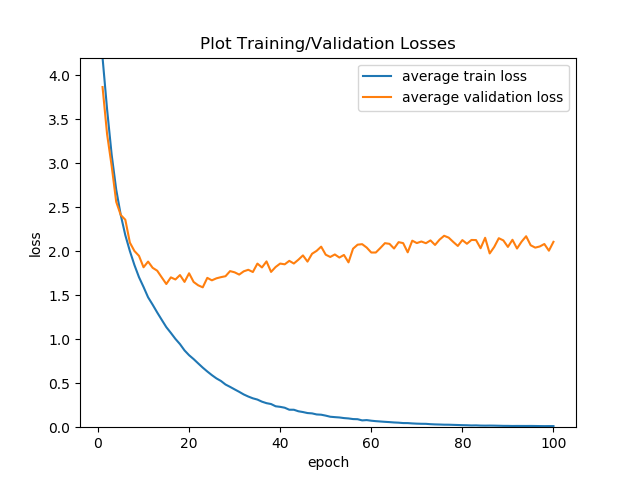 Plot Training/Validation Losses
average train loss
average validation loss
loss
4.0
3.5
3.0
2.5
2.0
1.5
1.0
0.5
0.0
0 20 40 60 80 100
epoch